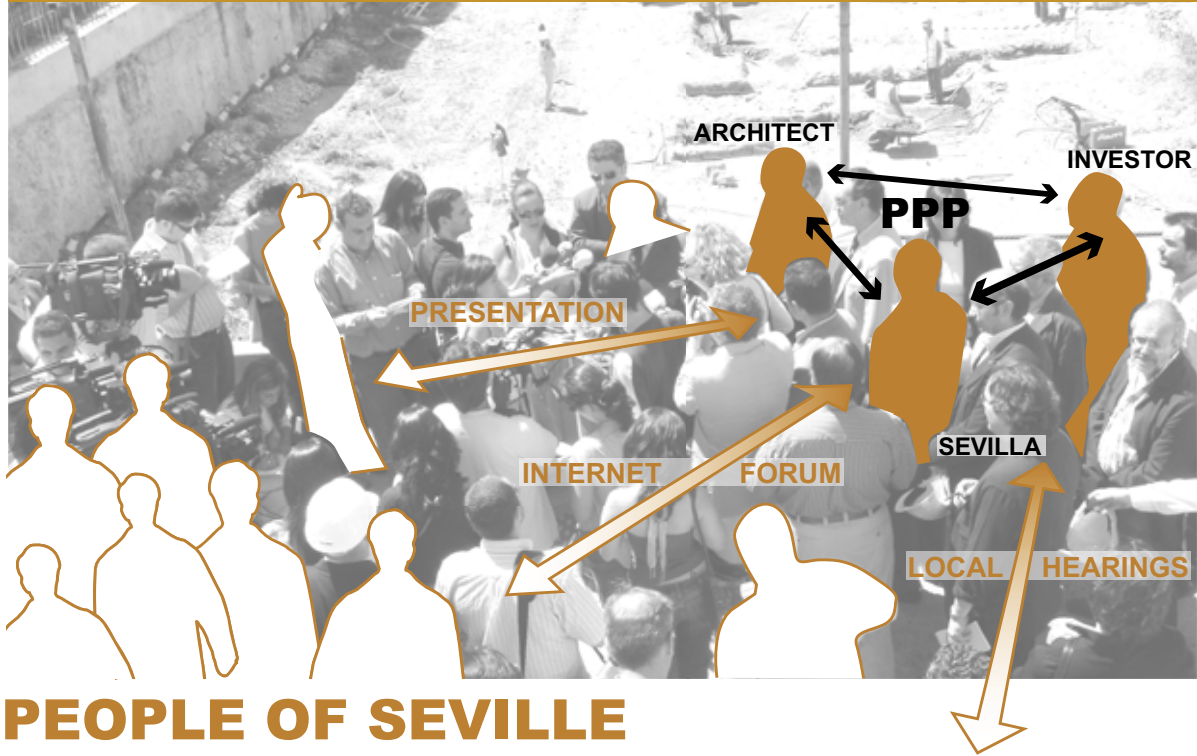 ARCHITECT
INVESTOR
PPP
PRESENTATION
SEVILLA
INTERNET FORUM
LOCAL HEARINGS
PEOPLE OF SEVILLE